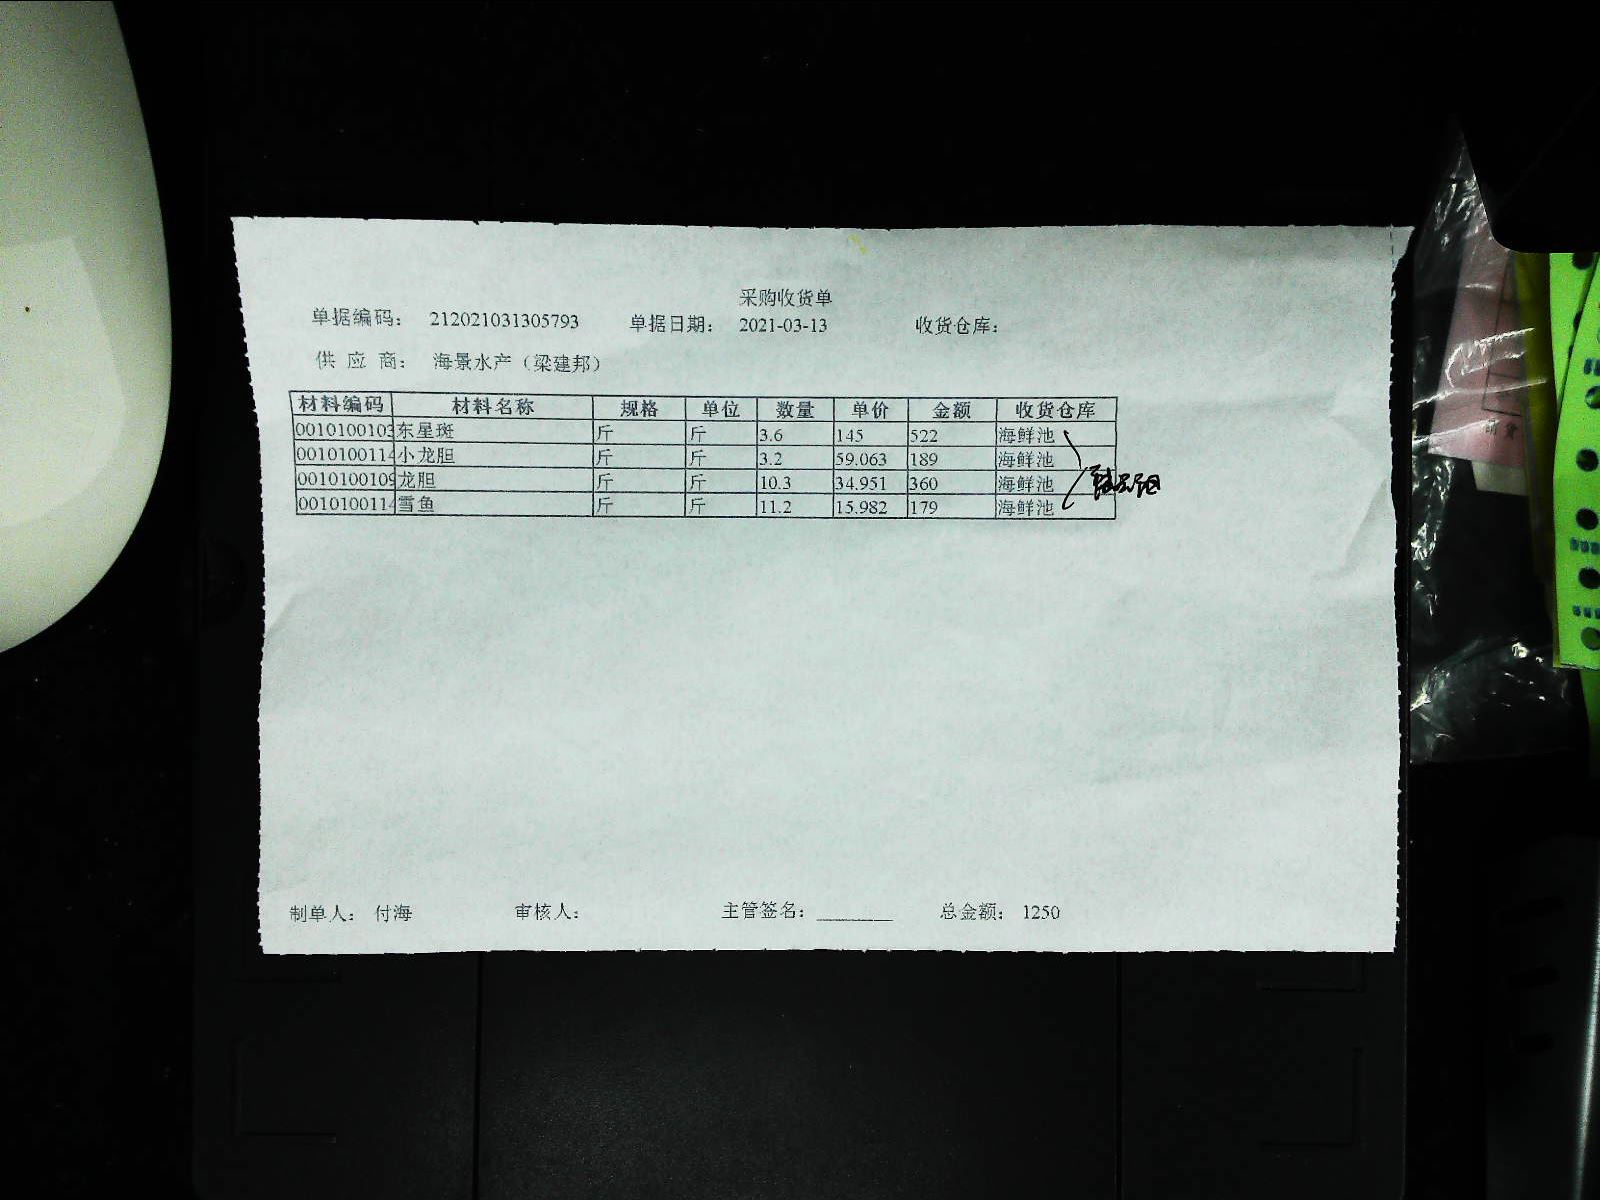 采购收货单
单据编码： 212021031305793 单据日期： 2021-03-13 收货仓库：
供 应 商： 海景水产（梁建邦）
材料编码 材料名称 规格 单位 数量 单价 金额 收货仓库
0010100103 东星斑 斤 斤 3.6 145 522 海鲜池
0010100114 小龙胆 斤 斤 3.2 59.063 189 海鲜池
0010100109 龙胆 斤 斤 10.3 34.951 360 海鲜池
0010100114 雪鱼 斤 斤 11.2 15.982 179 海鲜池
制单人： 付海 审核人： 主管签名： 总金额： 1250